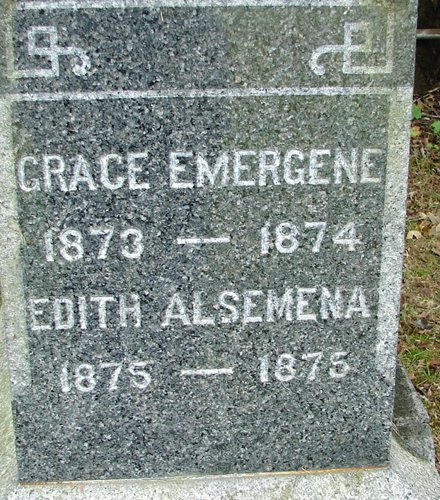 GRACE EMERGENE
1873 — 1874
EDITH ALSEMENA
1875 — 1875